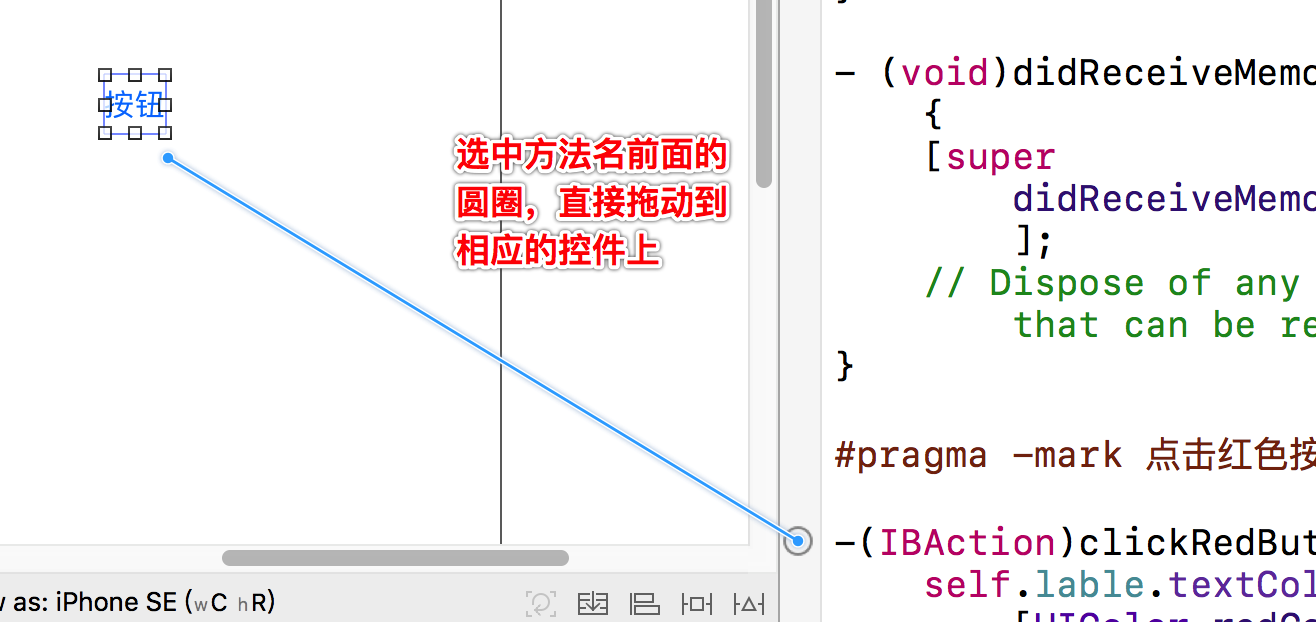 按钮
选中方法名前面的
圆圈，直接拖动到
相应的控件上
as: iPhone SE (wC hR)
}
- (void)didReceiveMemo
{
[super
didReceiveMemo
];
// Dispose of any
that can be re
}
#pragma -mark 点击红色按
-(IBAction)clickRedBut
self.lable.textCol
[UIColor redCo